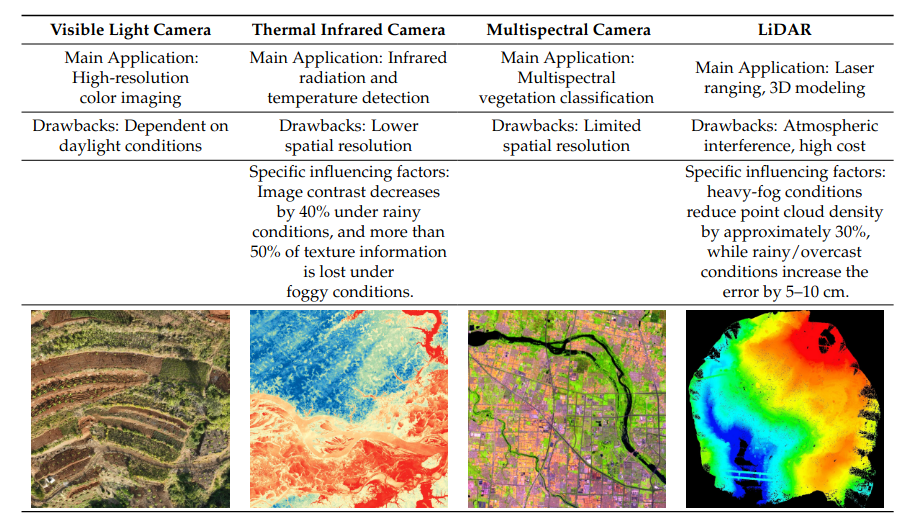 Visible Light Camera
Thermal Infrared Camera
Multispectral Camera
LiDAR
Main Application:
High-resolution
color imaging
Main Application: Infrared
radiation and
temperature detection
Main Application:
Multispectral
vegetation classification
Main Application: Laser
ranging, 3D modeling
Drawbacks: Dependent on
daylight conditions
Drawbacks: Lower
spatial resolution
Drawbacks: Limited
spatial resolution
Drawbacks: Atmospheric
interference, high cost
Specific influencing factors:
Image contrast decreases
by 40% under rainy
conditions, and more than
50% of texture information
is lost under
foggy conditions.
Specific influencing factors:
heavy-fog conditions
reduce point cloud density
by approximately 30%,
while rainy/overcast
conditions increase the
error by 5–10 cm.